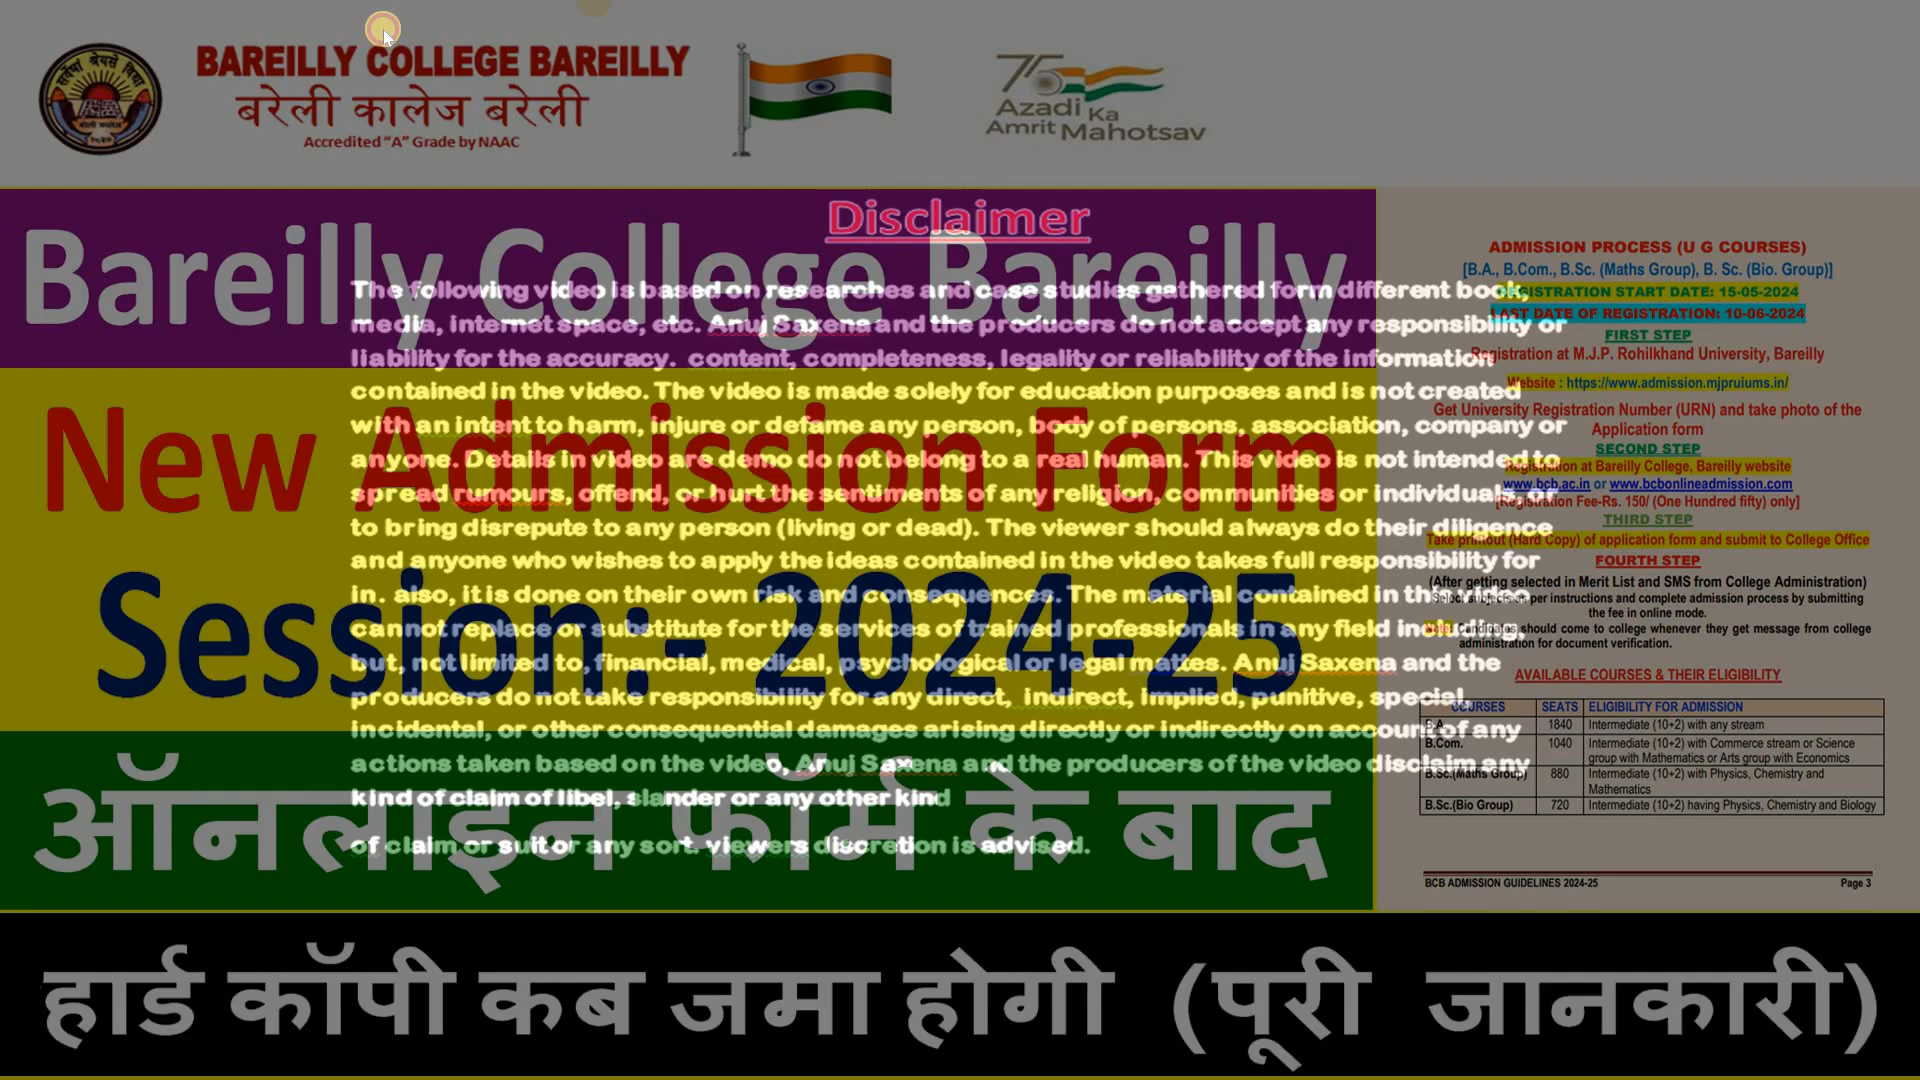 सर्वेषां श्रेयसे विद्या
BAREILLY COLLEGE BAREILLY
बरेली कालेज बरेली
Accredited “A” Grade by NAAC
75
Azadi Ka
Amrit Mahotsav
Disclaimer
Bareilly College Bareilly
New Admission Form
Session:- 2024-25
ऑनलाइन फॉर्म के बाद
हार्ड कॉपी कब जमा होगी (पूरी जानकारी)
The following video is based on researches and case studies gathered form different book,
media, internet space, etc. Anuj Saxena and the producers do not accept any responsibility or
liability for the accuracy. content, completeness, legality or reliability of the information
contained in the video. The video is made solely for education purposes and is not created
with an intent to harm, injure or defame any person, body of persons, association, company or
anyone. Details in video are demo do not belong to a real human. This video is not intended to
spread rumours, offend, or hurt the sentiments of any religion, communities or individuals or
to bring disrepute to any person (living or dead). The viewer should always do their diligence
and anyone who wishes to apply the ideas contained in the video takes full responsibility for
in. also, it is done on their own risk and consequences. The material contained in this video
cannot replace or substitute for the services of trained professionals in any field including,
but, not limited to, financial, medical, psychological or legal mattes. Anuj Saxena and the
producers do not take responsibility for any direct, indirect, implied, punitive, special,
incidental, or other consequential damages arising directly or indirectly on account of any
actions taken based on the video, Anuj Saxena and the producers of the video disclaim any
kind of claim of libel, slander or any other kind
of claim or suit or any sort. viewers discretion is advised.
ADMISSION PROCESS (U G COURSES)
[B.A., B.Com., B.Sc. (Maths Group), B. Sc. (Bio. Group)]
REGISTRATION START DATE: 15-05-2024
LAST DATE OF REGISTRATION: 10-06-2024
FIRST STEP
Registration at M.J.P. Rohilkhand University, Bareilly
Website : https://www.admission.mjpruiums.in/
Get University Registration Number (URN) and take photo of the
Application form
SECOND STEP
Registration at Bareilly College, Bareilly website
www.bcb.ac.in or www.bcbonlineadmission.com
[Registration Fee-Rs. 150/ (One Hundred fifty) only]
THIRD STEP
Take printout (Hard Copy) of application form and submit to College Office
FOURTH STEP
(After getting selected in Merit List and SMS from College Administration)
Select subjects as per instructions and complete admission process by submitting
the fee in online mode.
Note: Candidates should come to college whenever they get message from college
administration for document verification.
AVAILABLE COURSES & THEIR ELIGIBILITY
COURSES SEATS ELIGIBILITY FOR ADMISSION
B.A. 1840 Intermediate (10+2) with any stream
B.Com. 1040 Intermediate (10+2) with Commerce stream or Science
group with Mathematics or Arts group with Economics
B.Sc.(Maths Group) 880 Intermediate (10+2) with Physics, Chemistry and
Mathematics
B.Sc.(Bio Group) 720 Intermediate (10+2) having Physics, Chemistry and Biology
BCB ADMISSION GUIDELINES 2024-25 Page 3